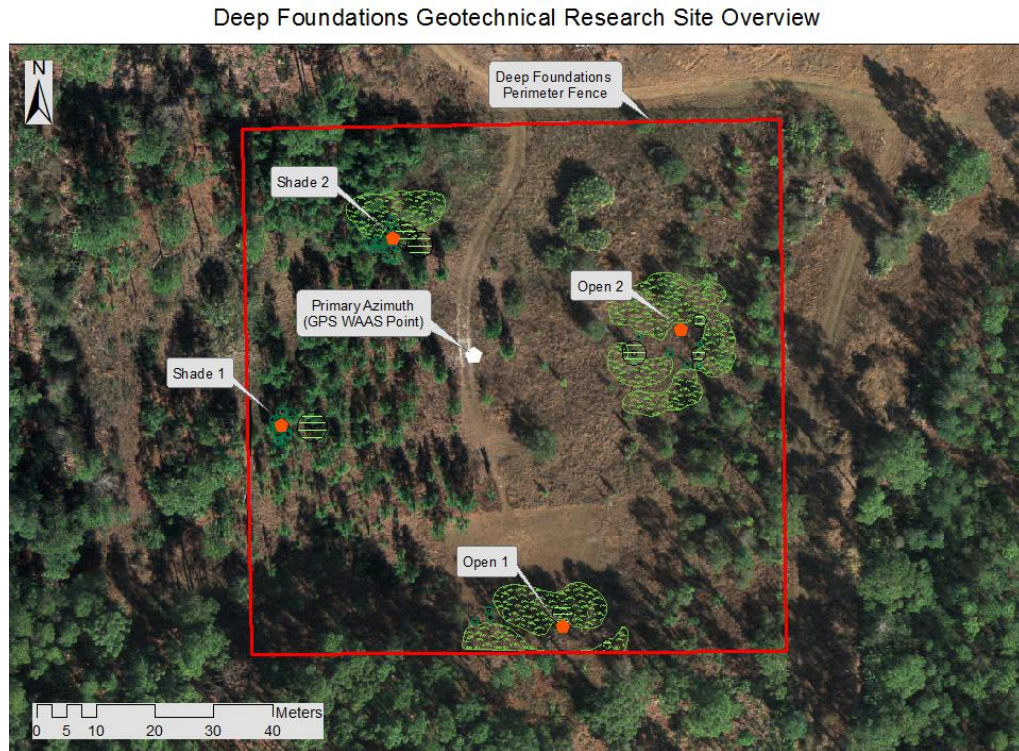 Deep Foundations Geotechnical Research Site Overview
N
Deep Foundations
Perimeter Fence
Shade 2
Open 2
Primary Azimuth
(GPS WAAS Point)
Shade 1
Open 1
Meters
0 5 10 20 30 40